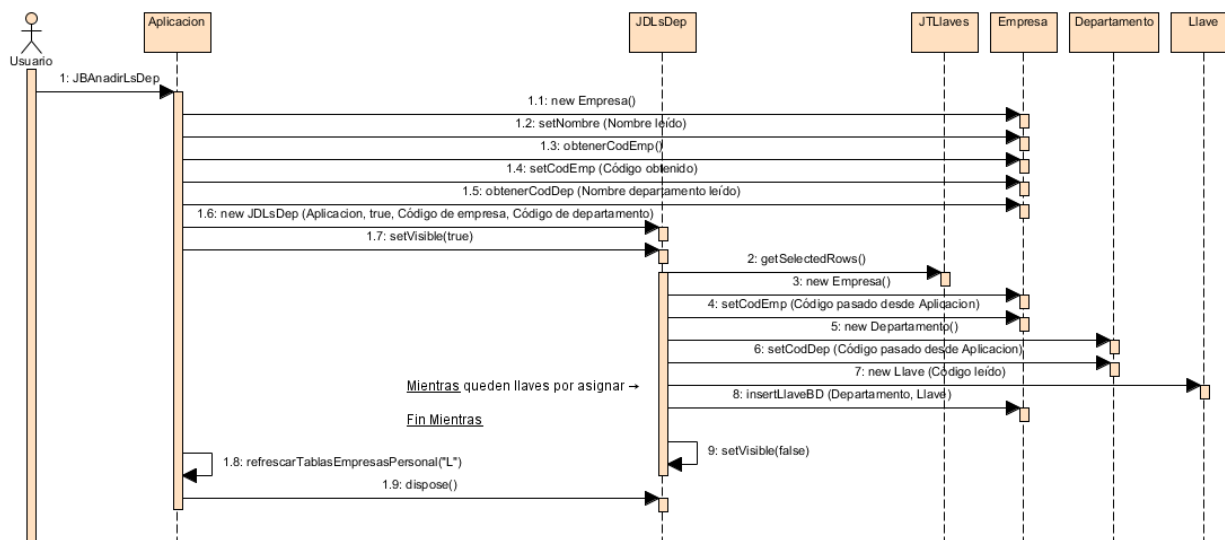 Usuario
Aplicacion
JDLsDep
JTLlaves
Empresa
Departamento
Llave
1: JBAnadirLsDep
1.1: new Empresa()
1.2: setNombre (Nombre leído)
1.3: obtenerCodEmp()
1.4: setCodEmp (Código obtenido)
1.5: obtenerCodDep (Nombre departamento leído)
1.6: new JDLsDep (Aplicacion, true, Código de empresa, Código de departamento)
1.7: setVisible(true)
2: getSelectedRows()
3: new Empresa()
4: setCodEmp (Código pasado desde Aplicacion)
5: new Departamento()
6: setCodDep (Código pasado desde Aplicacion)
7: new Llave (Código leído)
Mientras queden llaves por asignar →
8: insertLlaveBD (Departamento, Llave)
Fin Mientras
9: setVisible(false)
1.8: refrescarTablasEmpresasPersonal("L")
1.9: dispose()